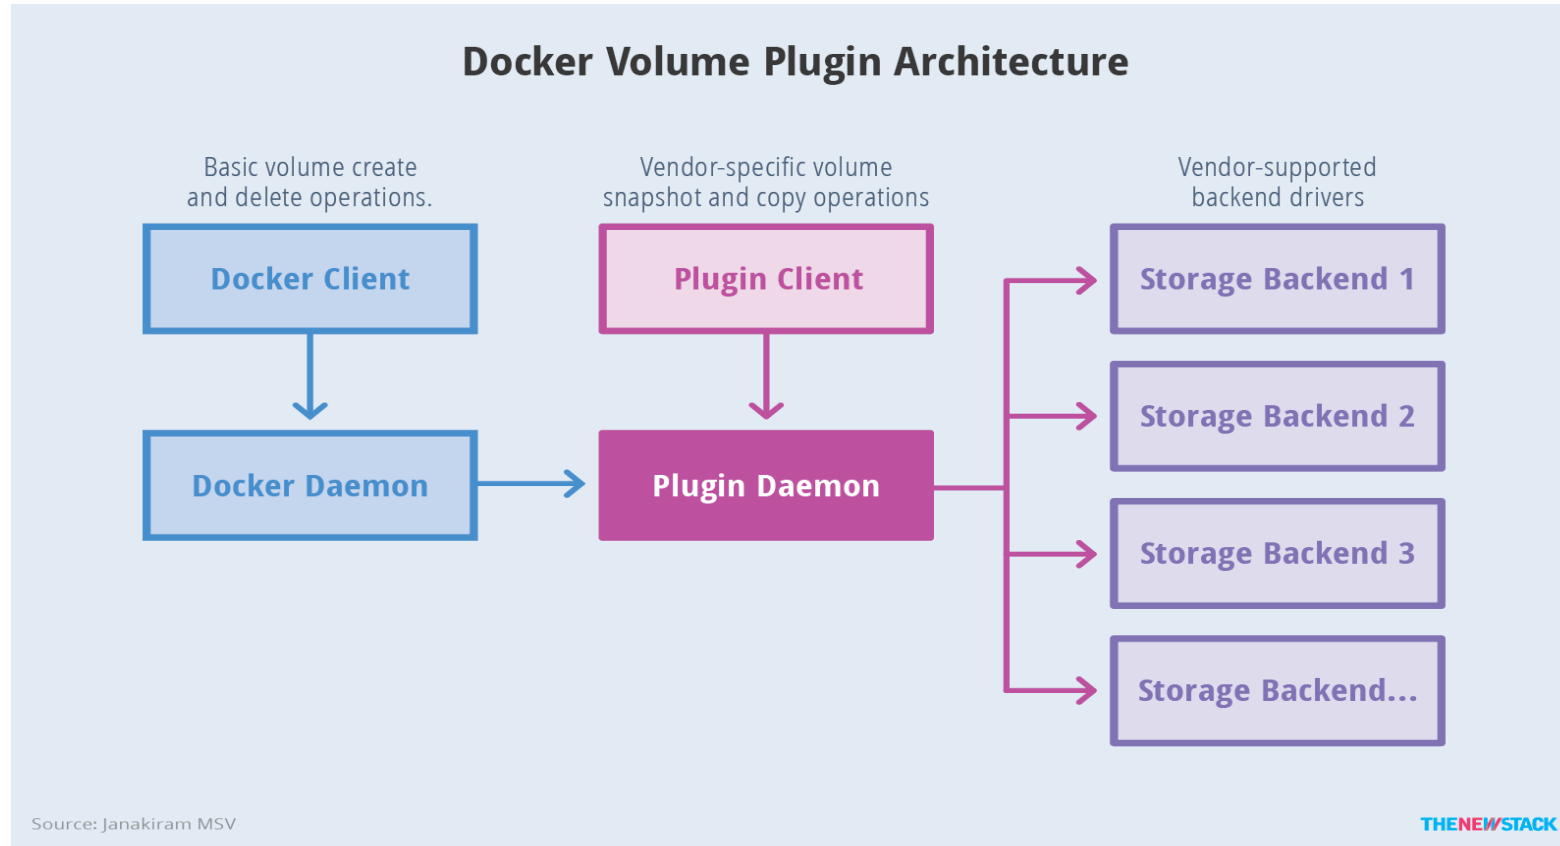 Docker Volume Plugin Architecture
Basic volume create
and delete operations.
Vendor-specific volume
snapshot and copy operations
Vendor-supported
backend drivers
Docker Client
Plugin Client
Storage Backend 1
Storage Backend 2
Docker Daemon
Plugin Daemon
Storage Backend 3
Storage Backend...
Source: Janakiram MSV
THENEWSTACK